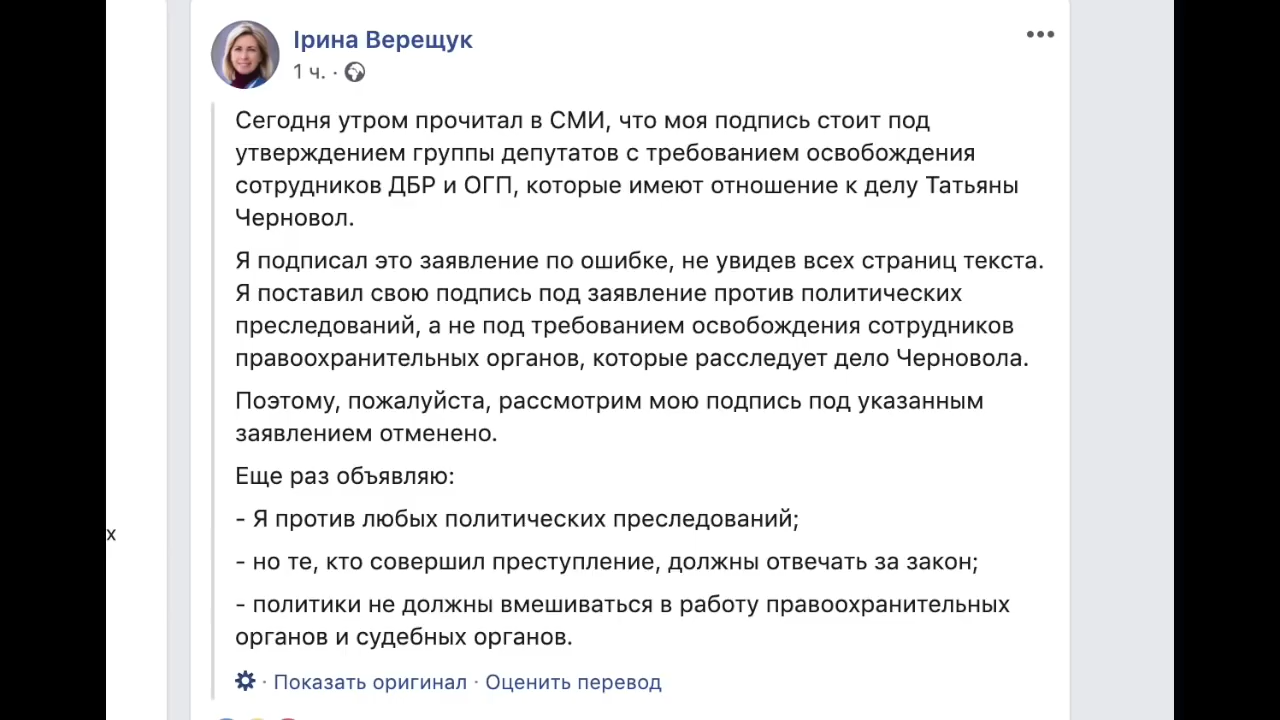 Ірина Верещук
1 ч. ·
Сегодня утром прочитал в СМИ, что моя подпись стоит под
утверждением группы депутатов с требованием освобождения
сотрудников ДБР и ОГП, которые имеют отношение к делу Татьяны
Черновол.
Я подписал это заявление по ошибке, не увидев всех страниц текста.
Я поставил свою подпись под заявление против политических
преследований, а не под требованием освобождения сотрудников
правоохранительных органов, которые расследует дело Черновола.
Поэтому, пожалуйста, рассмотрим мою подпись под указанным
заявлением отменено.
Еще раз объявляю:
- Я против любых политических преследований;
х
- но те, кто совершил преступление, должны отвечать за закон;
- политики не должны вмешиваться в работу правоохранительных
органов и судебных органов.
· Показать оригинал · Оценить перевод